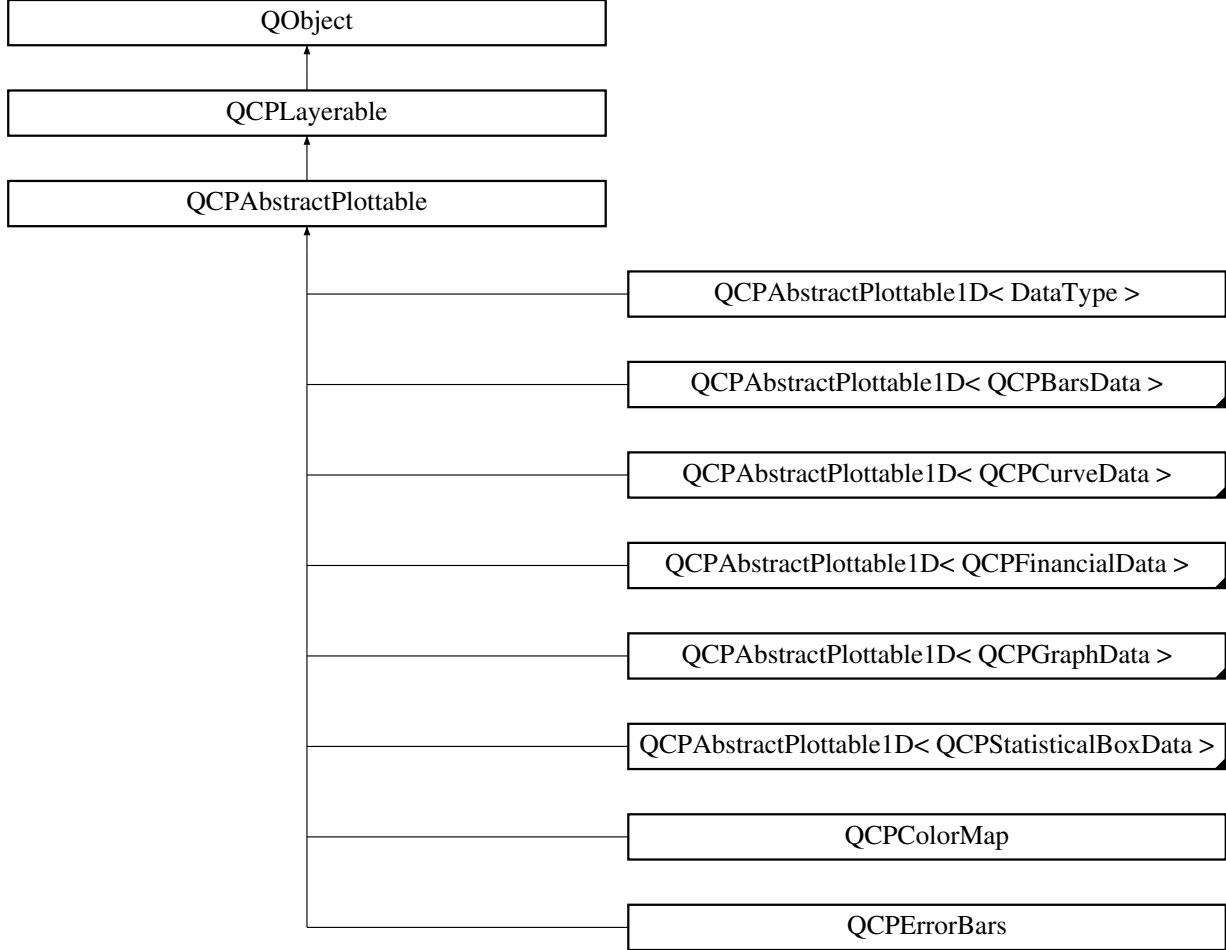 QObject
QCPLayerable
QCPAbstractPlottable
QCPAbstractPlottable1D< DataType >
QCPAbstractPlottable1D< QCPBarsData >
QCPAbstractPlottable1D< QCPCurveData >
QCPAbstractPlottable1D< QCPFinancialData >
QCPAbstractPlottable1D< QCPGraphData >
QCPAbstractPlottable1D< QCPStatisticalBoxData >
QCPColorMap
QCPErrorBars